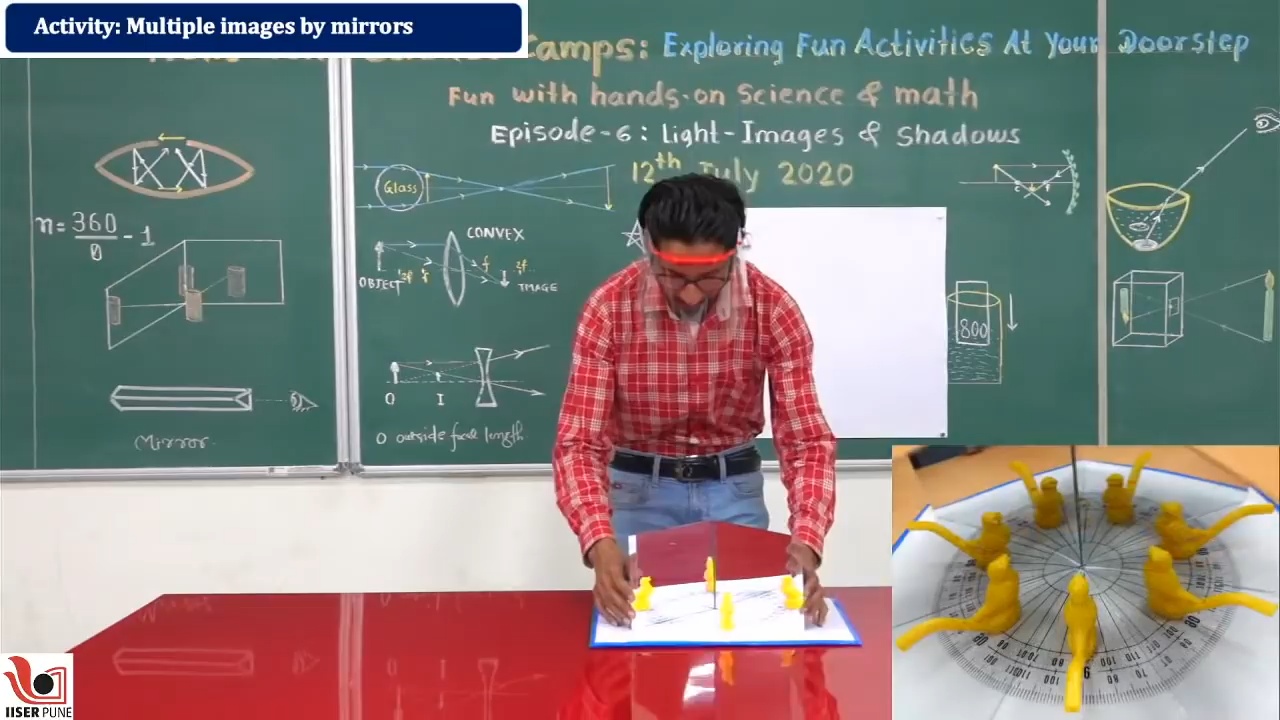 Activity: Multiple images by mirrors
Camps: Exploring Fun Activities At Your Doorstep
Fun with hands-on science & math
Episode-6: Light-Images & Shadows
12th July 2020
Glass
n= 360/θ - 1
CONVEX
OBJECT 2f f f 2f
IMAGE
C F
800
O I
O outside focal length
Mirror
IISER PUNE